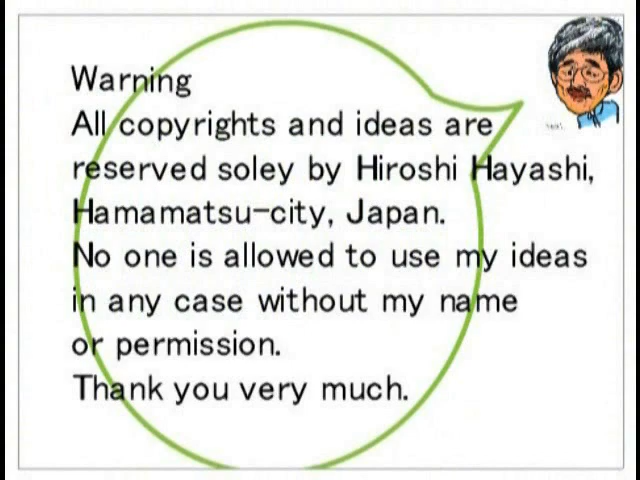 Warning
All copyrights and ideas are
reserved soley by Hiroshi Hayashi,
Hamamatsu-city, Japan.
No one is allowed to use my ideas
in any case without my name
or permission.
Thank you very much.